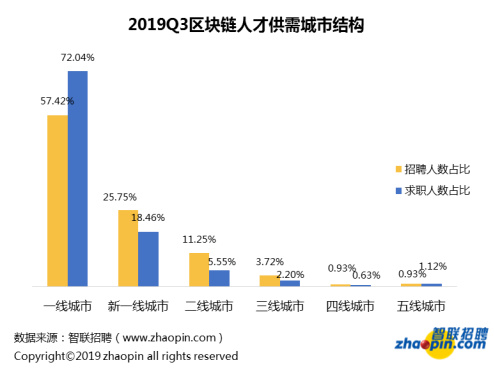 2019Q3区块链人才供需城市结构
72.04%
57.42%
25.75%
18.46%
11.25%
5.55%
3.72%
2.20%
0.93%
0.63%
0.93%
1.12%
招聘人数占比
求职人数占比
一线城市 新一线城市 二线城市 三线城市 四线城市 五线城市
数据来源：智联招聘（www.zhaopin.com）
Copyright©2019 zhaopin all rights reserved
智联招聘
zhaopin.com